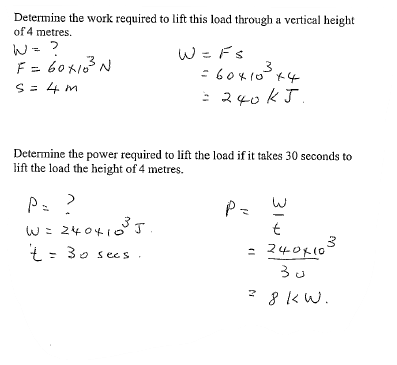 Determine the work required to lift this load through a vertical height
of 4 metres.
W = ?
F = 60×10³ N
s = 4 m
W = Fs
= 60×10³ ×4
= 240 kJ.
Determine the power required to lift the load if it takes 30 seconds to
lift the load the height of 4 metres.
P = ?
W = 240×10³ J.
t = 30 secs.
P = W
t
= 240×10³
30
= 8 kW.